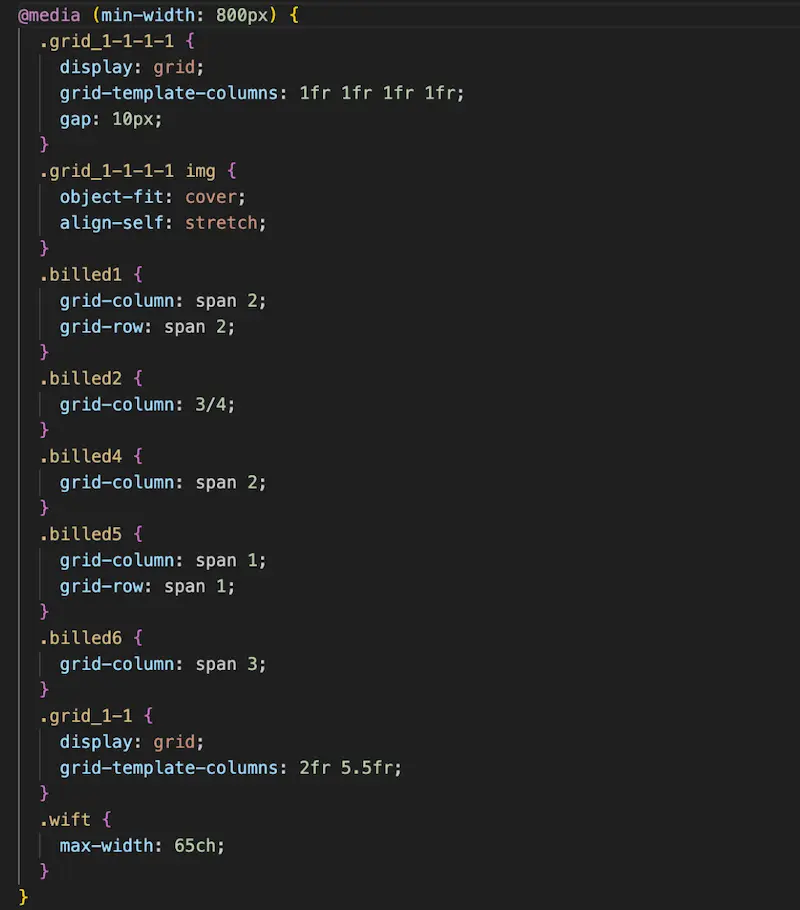 @media (min-width: 800px) {
.grid_1-1-1-1 {
display: grid;
grid-template-columns: 1fr 1fr 1fr 1fr;
gap: 10px;
}
.grid_1-1-1-1 img {
object-fit: cover;
align-self: stretch;
}
.billed1 {
grid-column: span 2;
grid-row: span 2;
}
.billed2 {
grid-column: 3/4;
}
.billed4 {
grid-column: span 2;
}
.billed5 {
grid-column: span 1;
grid-row: span 1;
}
.billed6 {
grid-column: span 3;
}
.grid_1-1 {
display: grid;
grid-template-columns: 2fr 5.5fr;
}
.wift {
max-width: 65ch;
}
}